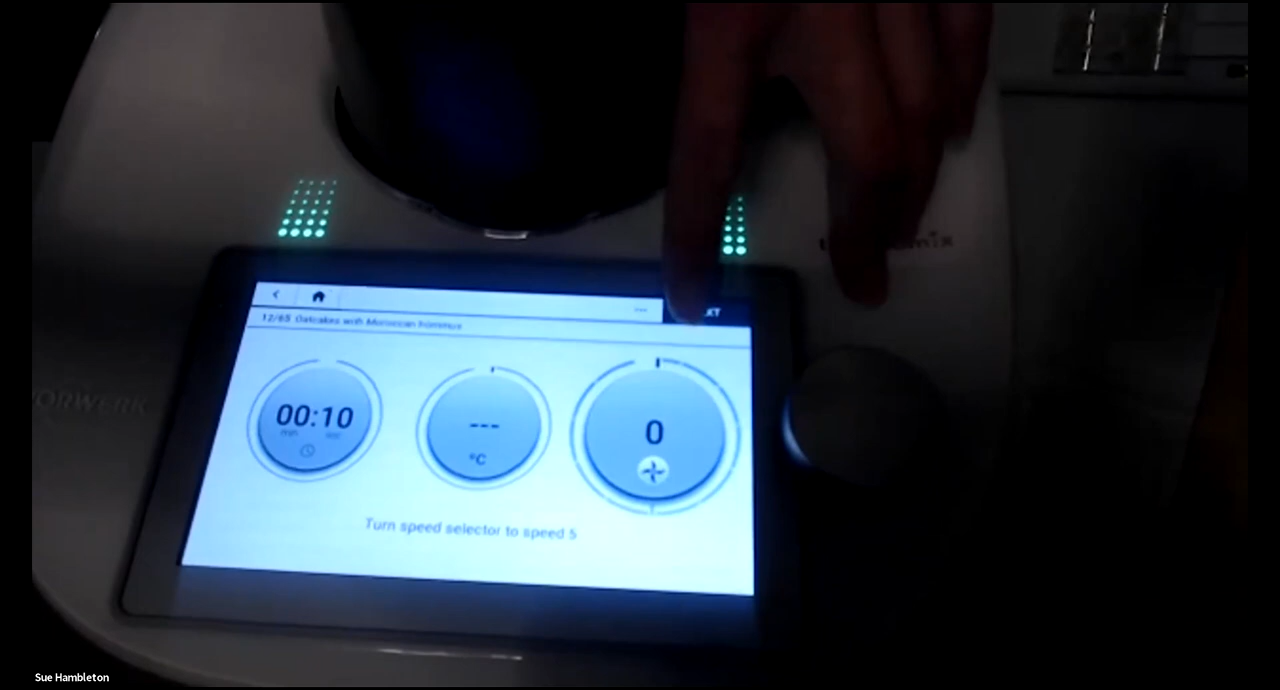 12/65 Oatcakes with Moroccan hommus
00:10
min sec
---
°C
0
Turn speed selector to speed 5
VORWERK
Sue Hambleton